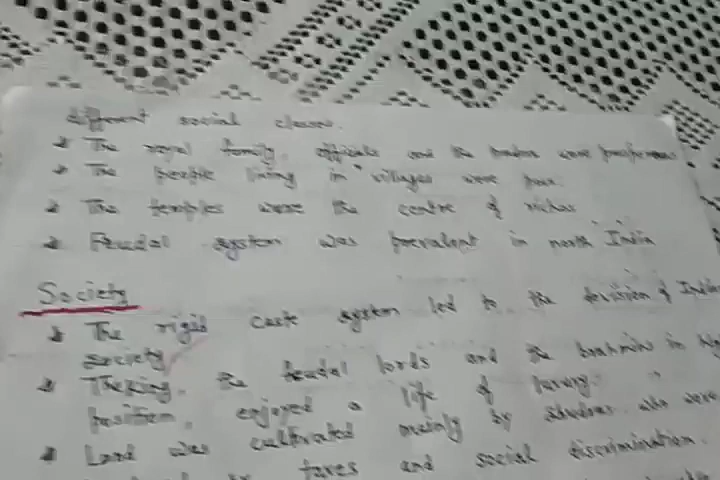 different social classes.
* The royal family, officials and the traders were prosperous
* The people living in villages were poor.
* The temples were the centre of riches
* Feudal system was prevalent in north India
Society
* The rigid caste system led to the division of Indian
society
* The king, the feudal lords and the brahmins in high
position, enjoyed a life of luxury.
* Land was cultivated mainly by shudras who were
taxes and social discrimination.